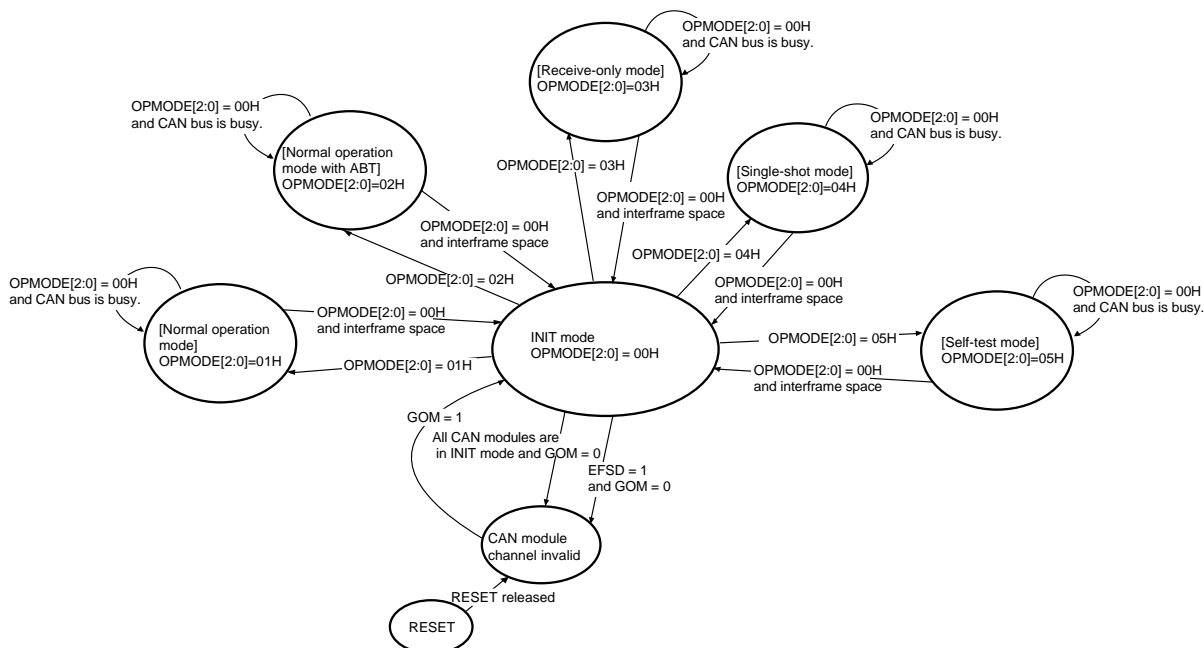 OPMODE[2:0] = 00H
and CAN bus is busy.
[Receive-only mode]
OPMODE[2:0]=03H
OPMODE[2:0] = 00H
and CAN bus is busy.
[Normal operation
mode with ABT]
OPMODE[2:0]=02H
OPMODE[2:0] = 00H
and CAN bus is busy.
[Single-shot mode]
OPMODE[2:0]=04H
OPMODE[2:0] = 03H
OPMODE[2:0] = 00H
and interframe space
OPMODE[2:0] = 00H
and interframe space
OPMODE[2:0] = 04H
OPMODE[2:0] = 02H
OPMODE[2:0] = 00H
and interframe space
OPMODE[2:0] = 00H
and CAN bus is busy.
[Normal operation
mode]
OPMODE[2:0]=01H
OPMODE[2:0] = 00H
and interframe space
OPMODE[2:0] = 01H
INIT mode
OPMODE[2:0] = 00H
OPMODE[2:0] = 00H
and CAN bus is busy.
[Self-test mode]
OPMODE[2:0]=05H
OPMODE[2:0] = 05H
OPMODE[2:0] = 00H
and interframe space
GOM = 1
All CAN modules are
in INIT mode and GOM = 0
EFSD = 1
and GOM = 0
CAN module
channel invalid
RESET released
RESET